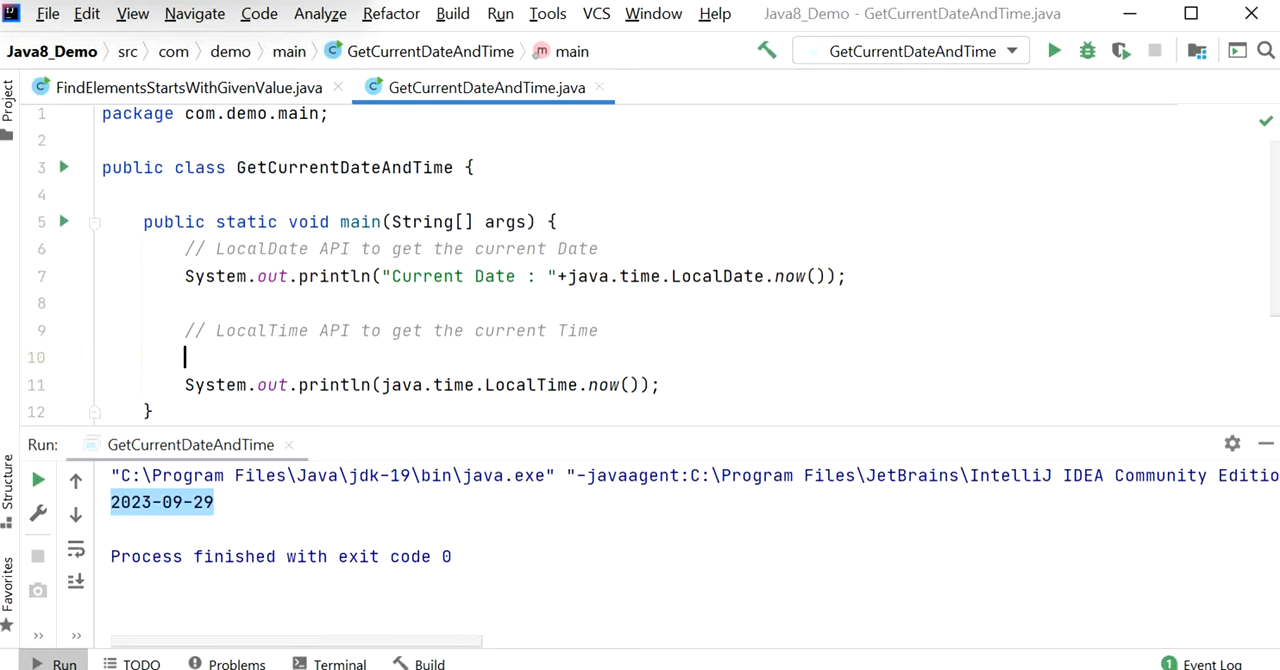 File Edit View Navigate Code Analyze Refactor Build Run Tools VCS Window Help Java8_Demo - GetCurrentDateAndTime.java
Java8_Demo src com demo main GetCurrentDateAndTime main GetCurrentDateAndTime
FindElementsStartsWithGivenValue.java GetCurrentDateAndTime.java
Project
1 package com.demo.main;
2
3 public class GetCurrentDateAndTime {
4
5 public static void main(String[] args) {
6 // LocalDate API to get the current Date
7 System.out.println("Current Date : "+java.time.LocalDate.now());
8
9 // LocalTime API to get the current Time
10
11 System.out.println(java.time.LocalTime.now());
12 }
Run: GetCurrentDateAndTime
"C:\Program Files\Java\jdk-19\bin\java.exe" "-javaagent:C:\Program Files\JetBrains\IntelliJ IDEA Community Editio
2023-09-29
Process finished with exit code 0
Structure
Favorites
Run TODO Problems Terminal Build 1 Event Log